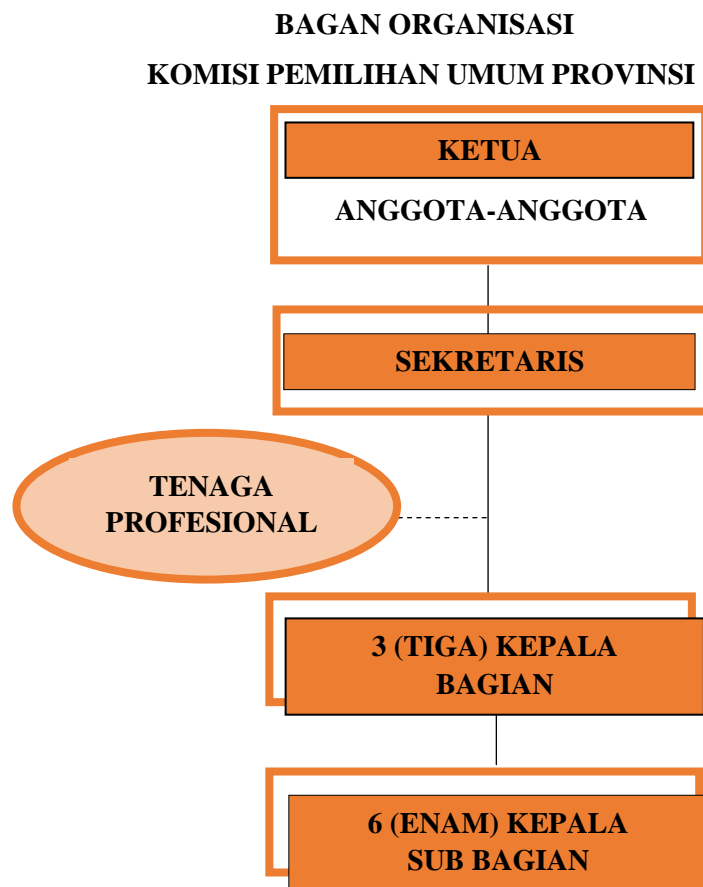 BAGAN ORGANISASI
KOMISI PEMILIHAN UMUM PROVINSI
KETUA
ANGGOTA-ANGGOTA
SEKRETARIS
TENAGA
PROFESIONAL
3 (TIGA) KEPALA
BAGIAN
6 (ENAM) KEPALA
SUB BAGIAN